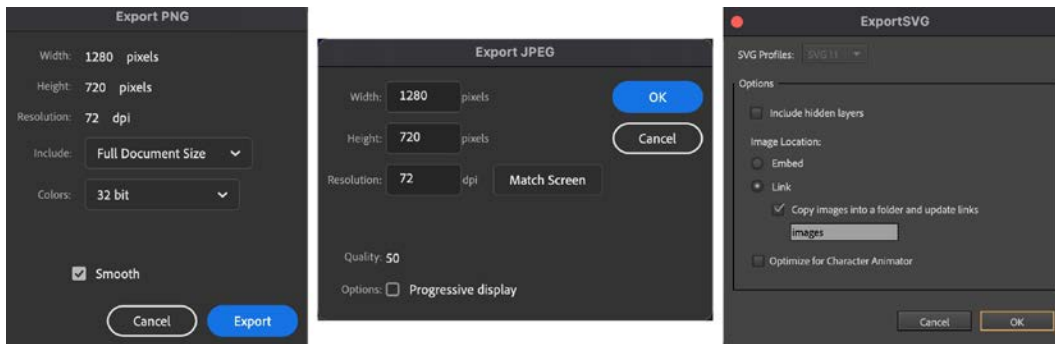 Export PNG
Width: 1280 pixels
Height: 720 pixels
Resolution: 72 dpi
Include: Full Document Size
Colors: 32 bit
Smooth
Cancel Export
Export JPEG
Width: 1280 pixels OK
Height: 720 pixels Cancel
Resolution: 72 dpi Match Screen
Quality: 50
Options: Progressive display
ExportSVG
SVG Profiles: SVG 1.1
Options
Include hidden layers
Image Location:
Embed
Link
Copy images into a folder and update links
images
Optimize for Character Animator
Cancel OK